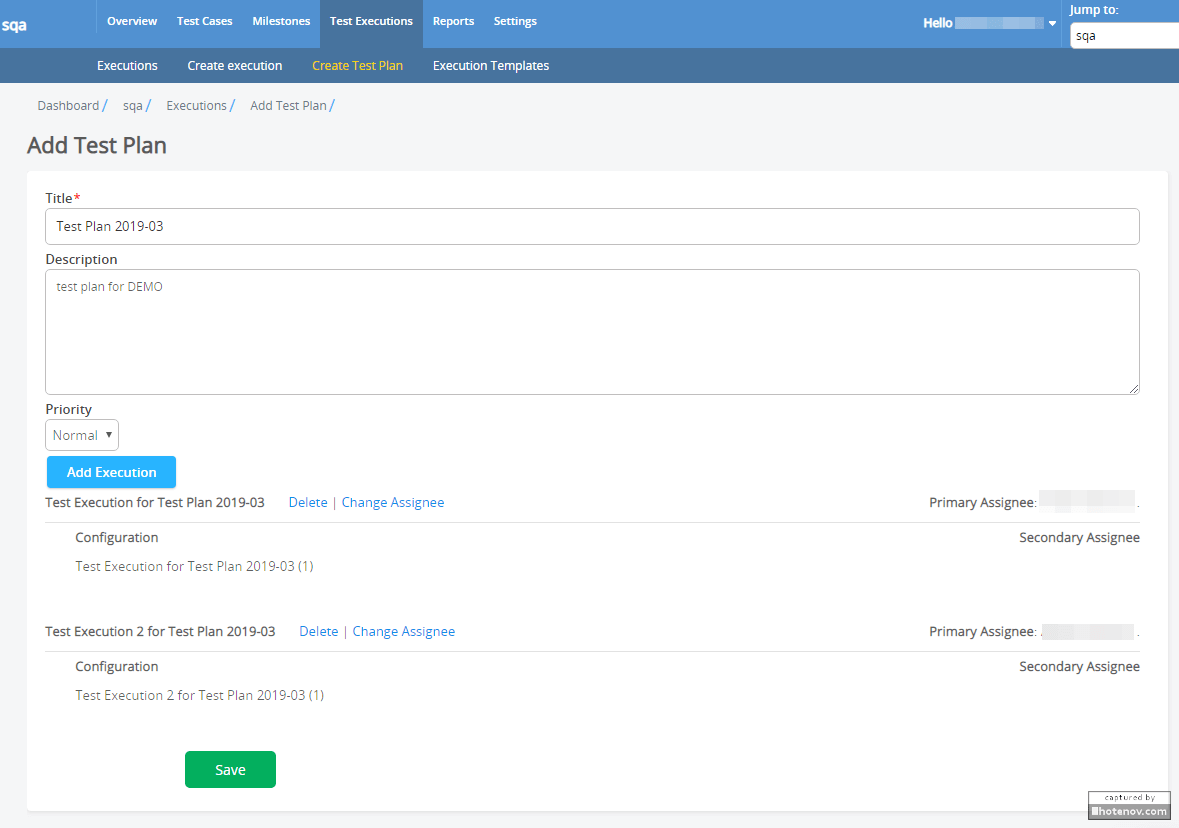 sqa
Overview Test Cases Milestones Test Executions Reports Settings
Hello
Jump to:
sqa
Executions Create execution Create Test Plan Execution Templates
Dashboard / sqa / Executions / Add Test Plan /
Add Test Plan
Title*
Test Plan 2019-03
Description
test plan for DEMO
Priority
Normal
Add Execution
Test Execution for Test Plan 2019-03 Delete | Change Assignee Primary Assignee: .
Configuration Secondary Assignee
Test Execution for Test Plan 2019-03 (1)
Test Execution 2 for Test Plan 2019-03 Delete | Change Assignee Primary Assignee: .
Configuration Secondary Assignee
Test Execution 2 for Test Plan 2019-03 (1)
Save
captured by
hotenov.com